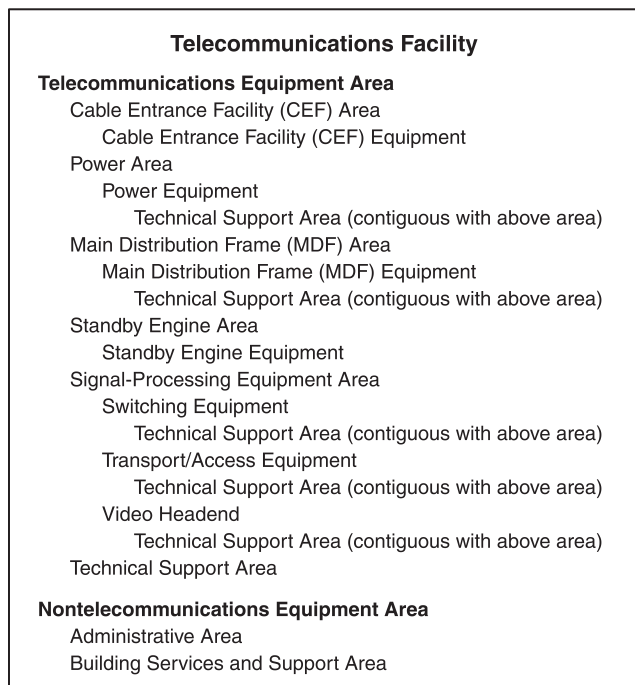 Telecommunications Facility
Telecommunications Equipment Area
Cable Entrance Facility (CEF) Area
Cable Entrance Facility (CEF) Equipment
Power Area
Power Equipment
Technical Support Area (contiguous with above area)
Main Distribution Frame (MDF) Area
Main Distribution Frame (MDF) Equipment
Technical Support Area (contiguous with above area)
Standby Engine Area
Standby Engine Equipment
Signal-Processing Equipment Area
Switching Equipment
Technical Support Area (contiguous with above area)
Transport/Access Equipment
Technical Support Area (contiguous with above area)
Video Headend
Technical Support Area (contiguous with above area)
Technical Support Area
Nontelecommunications Equipment Area
Administrative Area
Building Services and Support Area